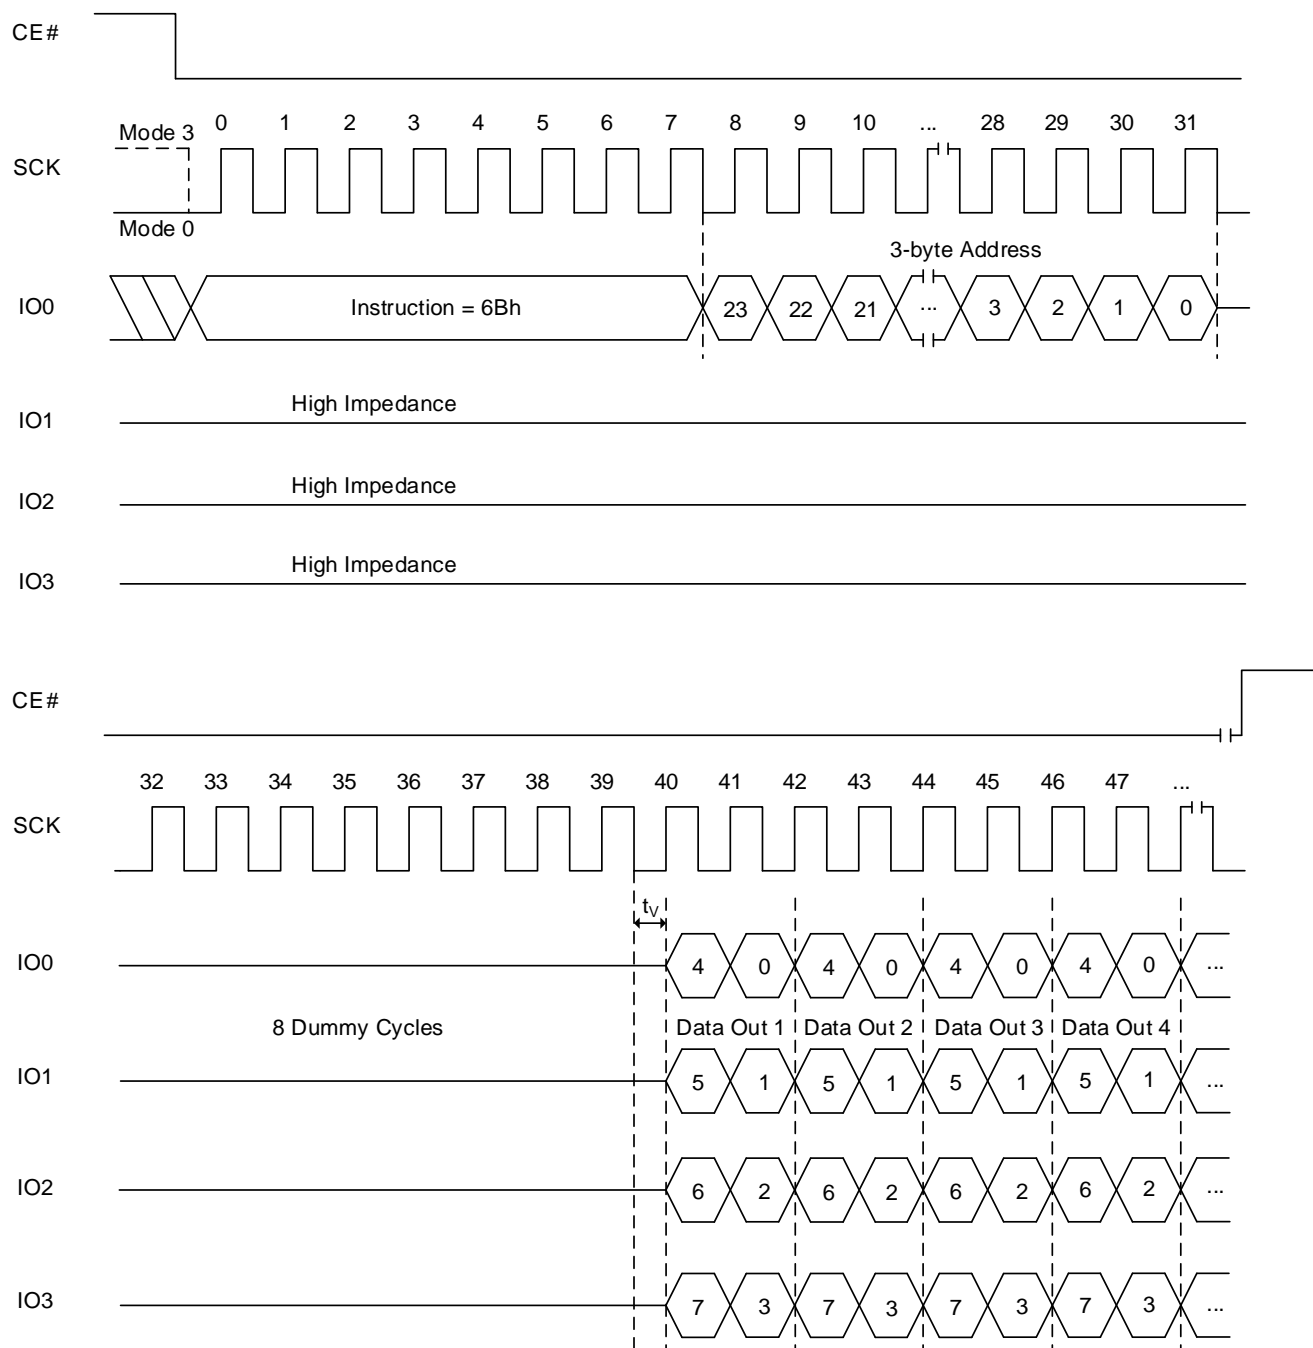 CE#
Mode 3 0 1 2 3 4 5 6 7 8 9 10 ... 28 29 30 31
SCK
Mode 0
3-byte Address
IO0 Instruction = 6Bh 23 22 21 ... 3 2 1 0
High Impedance
IO1
High Impedance
IO2
High Impedance
IO3
CE#
32 33 34 35 36 37 38 39 40 41 42 43 44 45 46 47 ...
SCK
tV
IO0 4 0 4 0 4 0 4 0 ...
8 Dummy Cycles Data Out 1 Data Out 2 Data Out 3 Data Out 4
IO1 5 1 5 1 5 1 5 1 ...
IO2 6 2 6 2 6 2 6 2 ...
IO3 7 3 7 3 7 3 7 3 ...